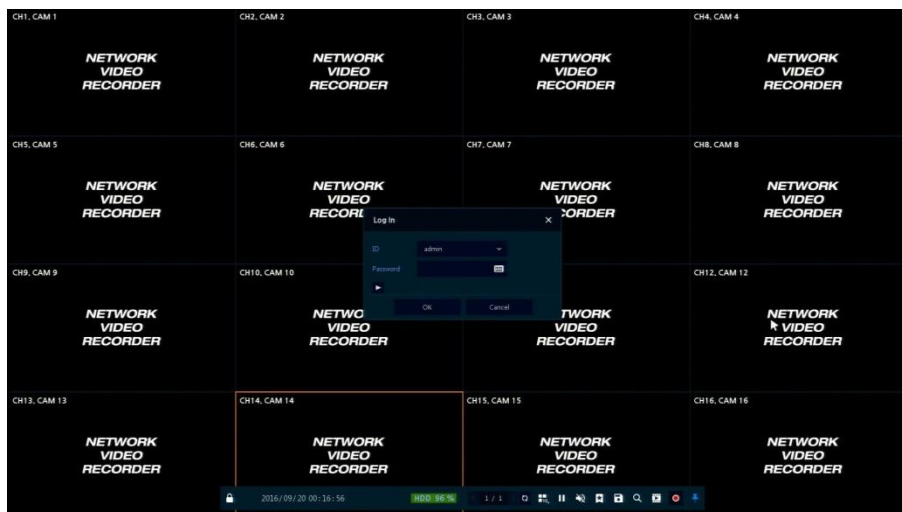 CH1, CAM 1
NETWORK
VIDEO
RECORDER
CH2, CAM 2
NETWORK
VIDEO
RECORDER
CH3, CAM 3
NETWORK
VIDEO
RECORDER
CH4, CAM 4
NETWORK
VIDEO
RECORDER
CH5, CAM 5
NETWORK
VIDEO
RECORDER
CH6, CAM 6
NETWORK
VIDEO
CH7, CAM 7
NETWORK
VIDEO
CH8, CAM 8
NETWORK
VIDEO
RECORDER
Log In
ID
admin
Password
OK
Cancel
CH9, CAM 9
NETWORK
VIDEO
RECORDER
CH10, CAM 10
VIDEO
RECORDER
VIDEO
RECORDER
CH12, CAM 12
NETWORK
VIDEO
RECORDER
CH13, CAM 13
NETWORK
VIDEO
RECORDER
CH14, CAM 14
NETWORK
VIDEO
RECORDER
CH15, CAM 15
NETWORK
VIDEO
RECORDER
CH16, CAM 16
NETWORK
VIDEO
RECORDER
2016/09/20 00:16:56
HDD 96 %
1 / 1